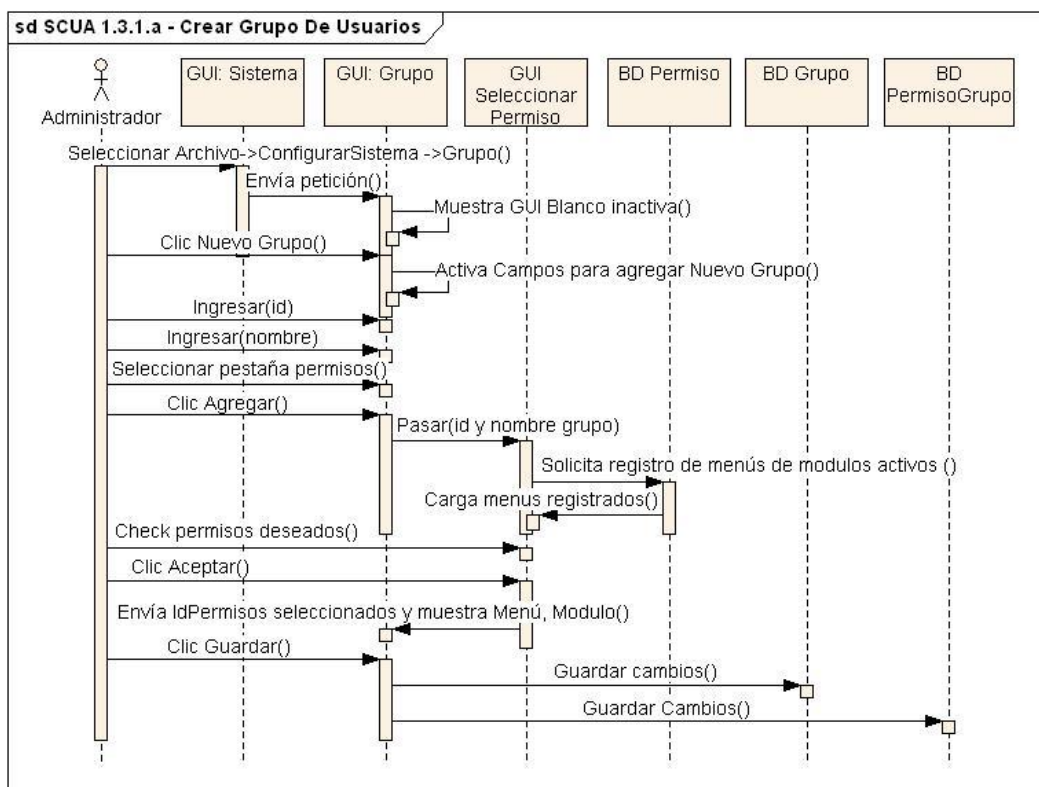 sd SCUA 1.3.1.a - Crear Grupo De Usuarios
Administrador
GUI: Sistema
GUI: Grupo
GUI
Seleccionar
Permiso
BD Permiso
BD Grupo
BD
PermisoGrupo
Seleccionar Archivo->ConfigurarSistema ->Grupo()
Envía petición()
Muestra GUI Blanco inactiva()
Clic Nuevo Grupo()
Activa Campos para agregar Nuevo Grupo()
Ingresar(id)
Ingresar(nombre)
Seleccionar pestaña permisos()
Clic Agregar()
Pasar(id y nombre grupo)
Solicita registro de menús de modulos activos ()
Carga menus registrados()
Check permisos deseados()
Clic Aceptar()
Envía IdPermisos seleccionados y muestra Menú, Modulo()
Clic Guardar()
Guardar cambios()
Guardar Cambios()